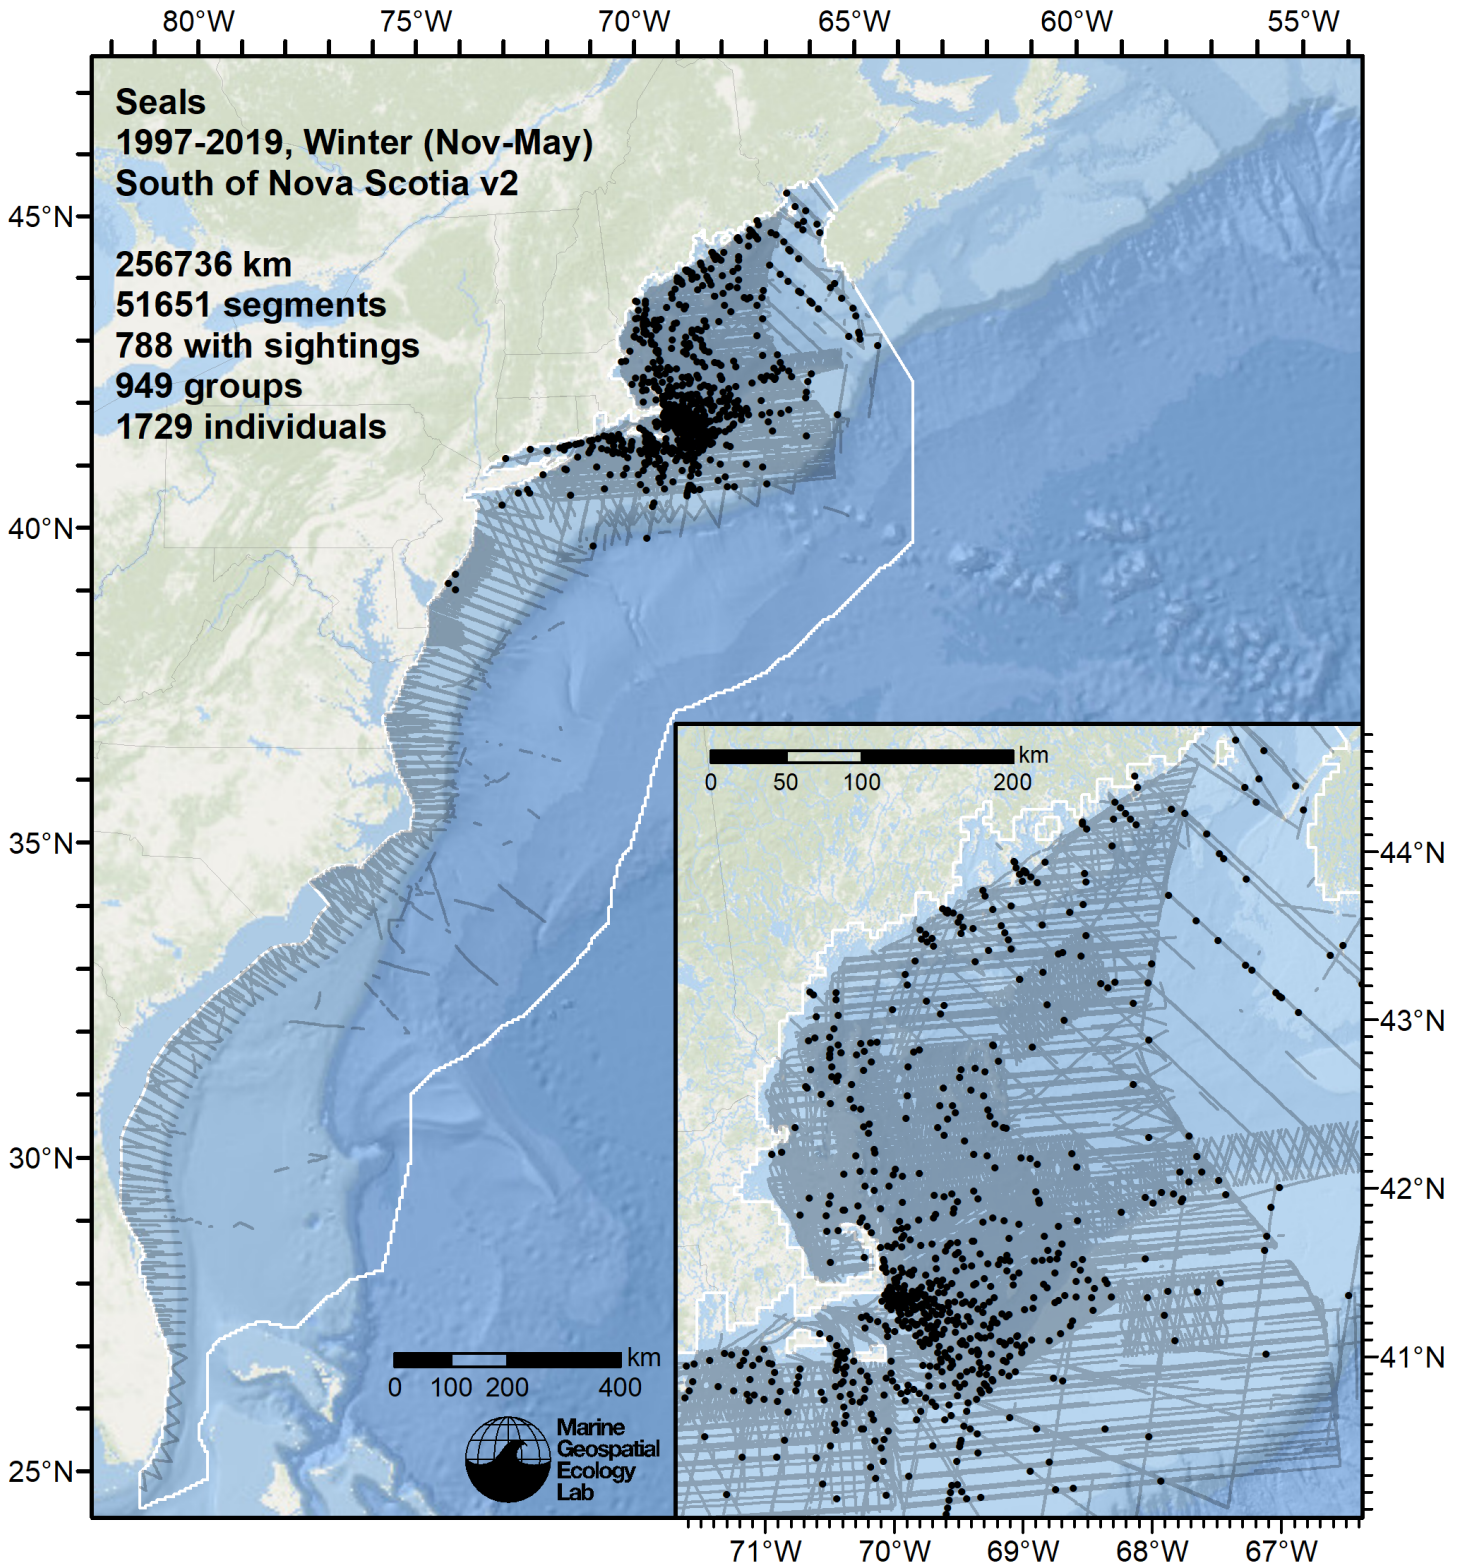 80°W 75°W 70°W 65°W 60°W 55°W
Seals
1997-2019, Winter (Nov-May)
South of Nova Scotia v2
45°N
256736 km
51651 segments
788 with sightings
949 groups
1729 individuals
40°N
35°N
30°N
25°N
km
0 50 100 200
44°N
43°N
42°N
41°N
km
0 100 200 400
Marine
Geospatial
Ecology
Lab
71°W 70°W 69°W 68°W 67°W